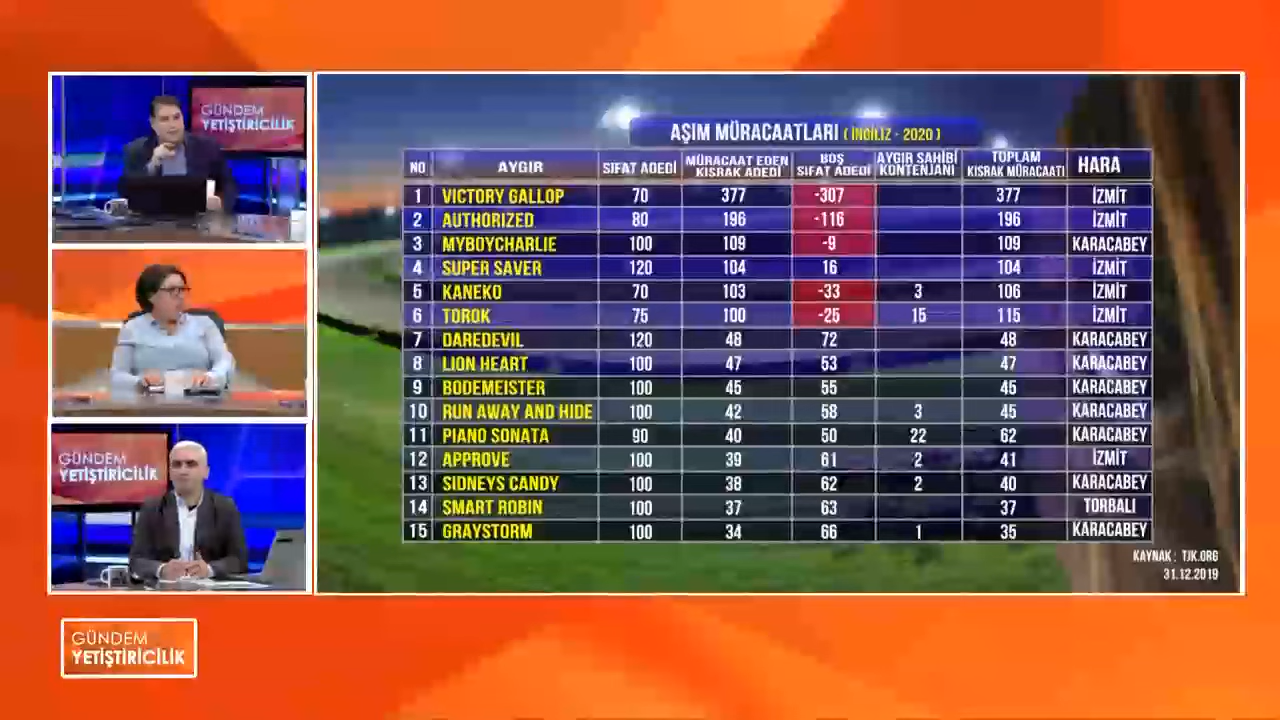 GÜNDEM
YETİŞTİRİCİLİK
GÜNDEM
YETİŞTİRİCİLİK
GÜNDEM
YETİŞTİRİCİLİK
AŞIM MÜRACAATLARI ( İNGİLİZ - 2020 )
NO AYGIR SIFAT ADEDİ MÜRACAAT EDEN KISRAK ADEDİ BOŞ SIFAT ADEDİ AYGIR SAHİBİ KONTENJANI TOPLAM KISRAK MÜRACAATI HARA
1 VICTORY GALLOP 70 377 -307 377 İZMİT
2 AUTHORIZED 80 196 -116 196 İZMİT
3 MYBOYCHARLIE 100 109 -9 109 KARACABEY
4 SUPER SAVER 120 104 16 104 İZMİT
5 KANEKO 70 103 -33 3 106 İZMİT
6 TOROK 75 100 -25 15 115 İZMİT
7 DAREDEVIL 120 48 72 48 KARACABEY
8 LION HEART 100 47 53 47 KARACABEY
9 BODEMEISTER 100 45 55 45 KARACABEY
10 RUN AWAY AND HIDE 100 42 58 3 45 KARACABEY
11 PIANO SONATA 90 40 50 22 62 KARACABEY
12 APPROVE 100 39 61 2 41 İZMİT
13 SIDNEYS CANDY 100 38 62 2 40 KARACABEY
14 SMART ROBIN 100 37 63 37 TORBALI
15 GRAYSTORM 100 34 66 1 35 KARACABEY
KAYNAK : TJK.ORG
31.12.2019